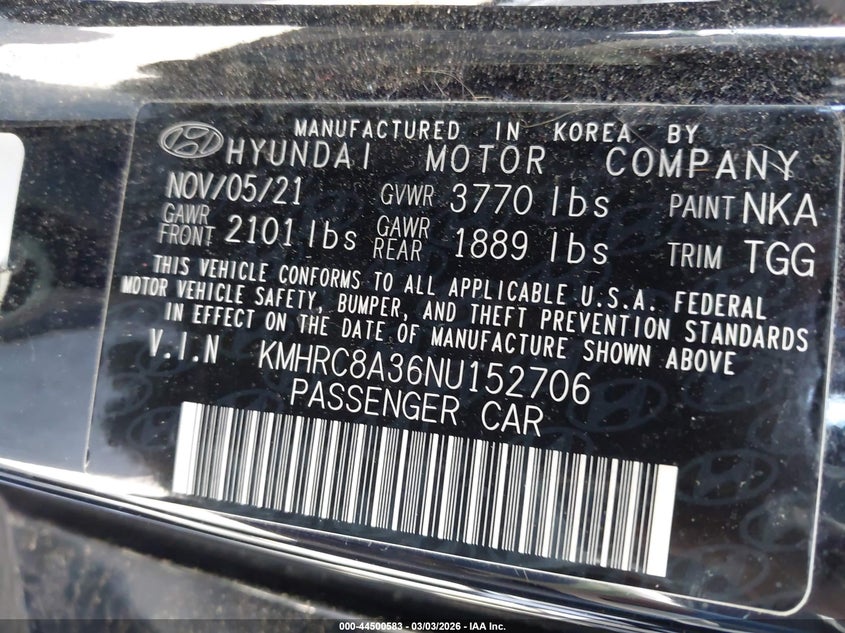 MANUFACTURED IN KOREA BY
HYUNDAI MOTOR COMPANY
NOV/05/21 GVWR 3770 lbs PAINT NKA
GAWR FRONT 2101 lbs GAWR REAR 1889 lbs TRIM TGG
THIS VEHICLE CONFORMS TO ALL APPLICABLE U.S.A. FEDERAL
MOTOR VEHICLE SAFETY, BUMPER, AND THEFT PREVENTION STANDARDS
IN EFFECT ON THE DATE OF MANUFACTURE SHOWN ABOVE
V.I.N KMHRC8A36NU152706
PASSENGER CAR
000-44500583 - 03/03/2026 - IAA Inc.